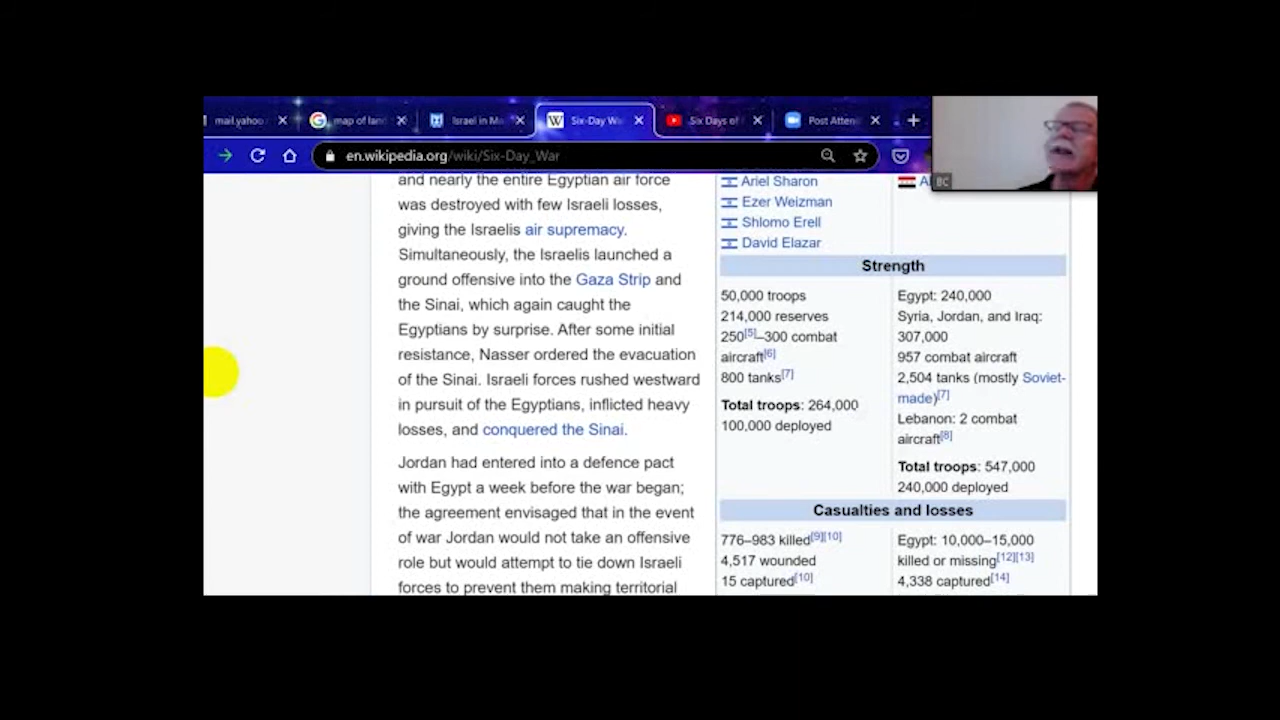 mail.yahoo
map of lan
Israel in M
Six-Day W
Six Days of
Post Atten
en.wikipedia.org/wiki/Six-Day_War
BC
and nearly the entire Egyptian air force
was destroyed with few Israeli losses,
giving the Israelis air supremacy.
Simultaneously, the Israelis launched a
ground offensive into the Gaza Strip and
the Sinai, which again caught the
Egyptians by surprise. After some initial
resistance, Nasser ordered the evacuation
of the Sinai. Israeli forces rushed westward
in pursuit of the Egyptians, inflicted heavy
losses, and conquered the Sinai.
Jordan had entered into a defence pact
with Egypt a week before the war began;
the agreement envisaged that in the event
of war Jordan would not take an offensive
role but would attempt to tie down Israeli
forces to prevent them making territorial
Ariel Sharon
Ezer Weizman
Shlomo Erell
David Elazar
Strength
50,000 troops
214,000 reserves
250[5]–300 combat
aircraft[6]
800 tanks[7]
Total troops: 264,000
100,000 deployed
Egypt: 240,000
Syria, Jordan, and Iraq:
307,000
957 combat aircraft
2,504 tanks (mostly Soviet-
made)[7]
Lebanon: 2 combat
aircraft[8]
Total troops: 547,000
240,000 deployed
Casualties and losses
776–983 killed[9][10]
4,517 wounded
15 captured[10]
Egypt: 10,000–15,000
killed or missing[12][13]
4,338 captured[14]